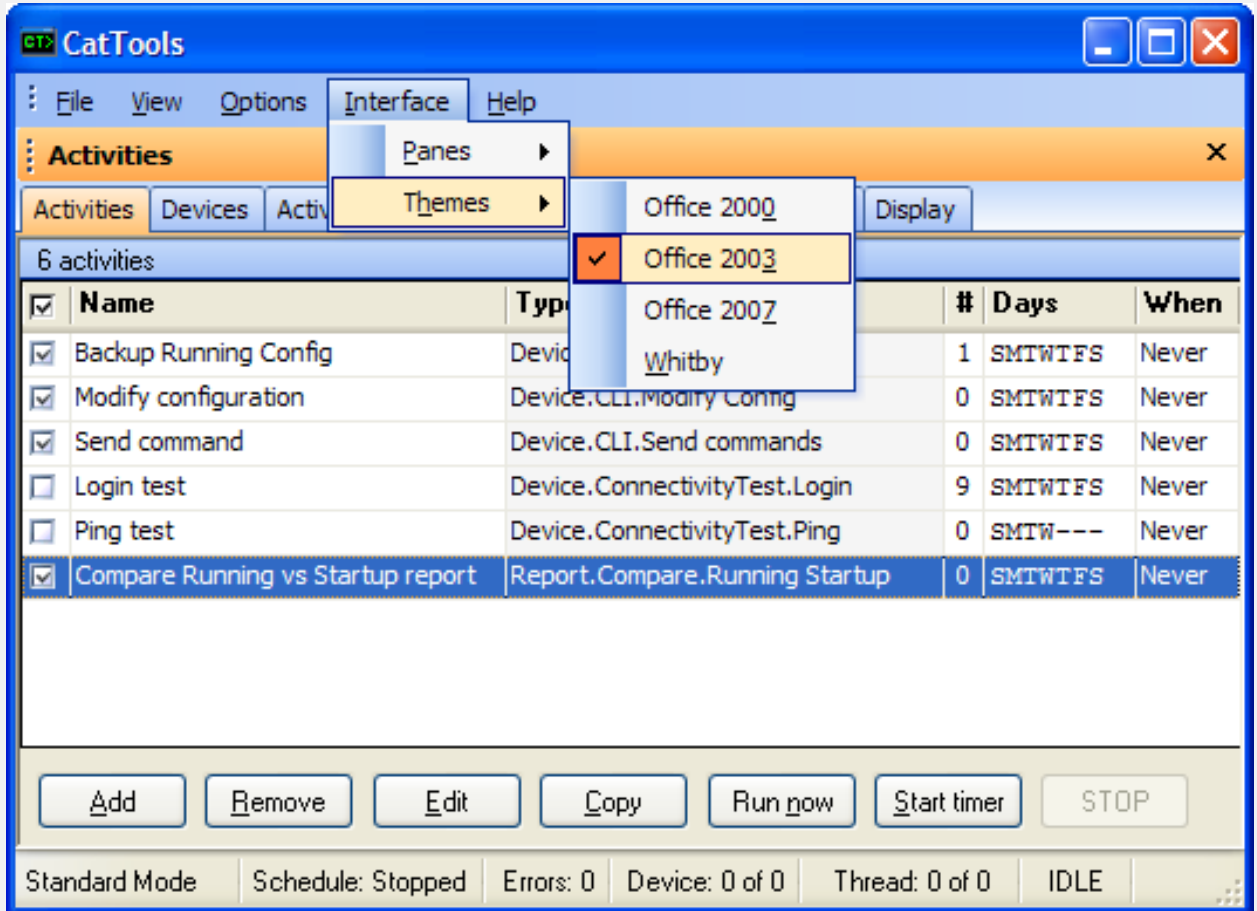 CT> CatTools
File View Options Interface Help
Activities
Panes
Themes
Office 2000
Office 2003
Office 2007
Whitby
Activities Devices Display
6 activities
Name # Days When
Backup Running Config 1 SMTWTFS Never
Modify configuration Device.CLI.Modify Config 0 SMTWTFS Never
Send command Device.CLI.Send commands 0 SMTWTFS Never
Login test Device.ConnectivityTest.Login 9 SMTWTFS Never
Ping test Device.ConnectivityTest.Ping 0 SMTW--- Never
Compare Running vs Startup report Report.Compare.Running Startup 0 SMTWTFS Never
Add Remove Edit Copy Run now Start timer STOP
Standard Mode Schedule: Stopped Errors: 0 Device: 0 of 0 Thread: 0 of 0 IDLE